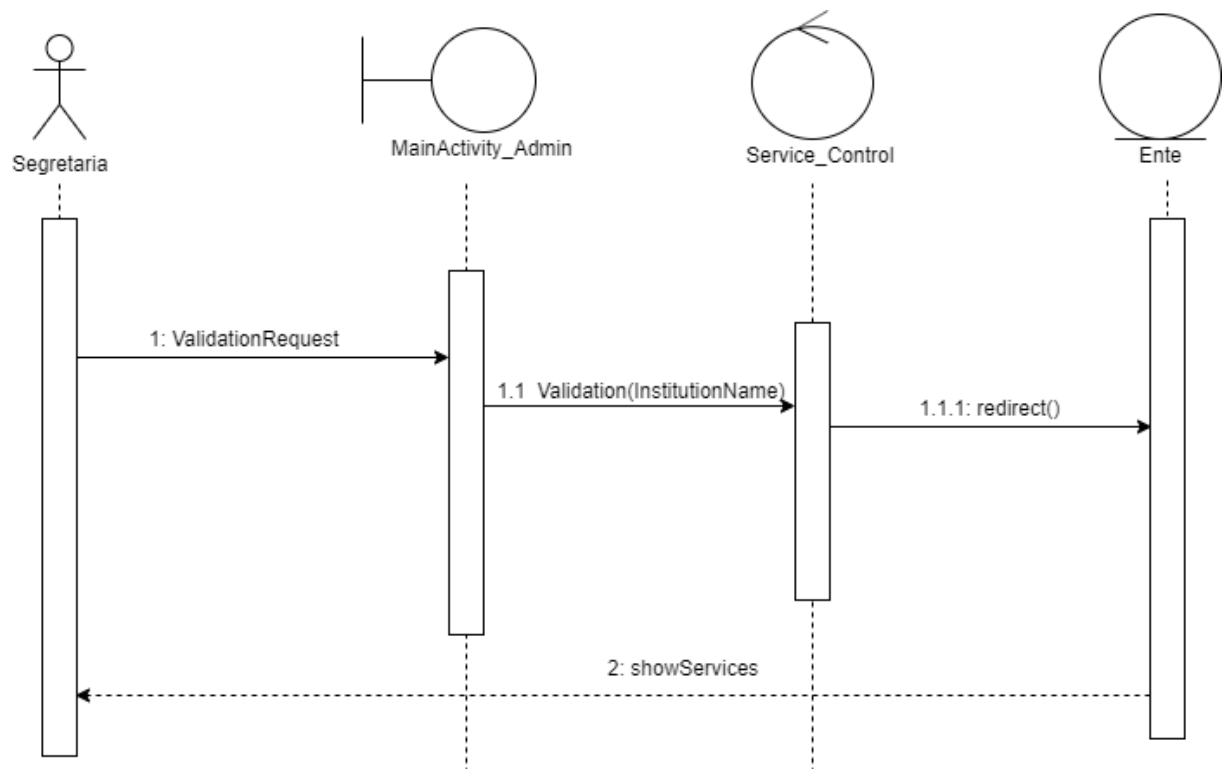 Segretaria
MainActivity_Admin
Service_Control
Ente
1: ValidationRequest
1.1 Validation(InstitutionName)
1.1.1: redirect()
2: showServices